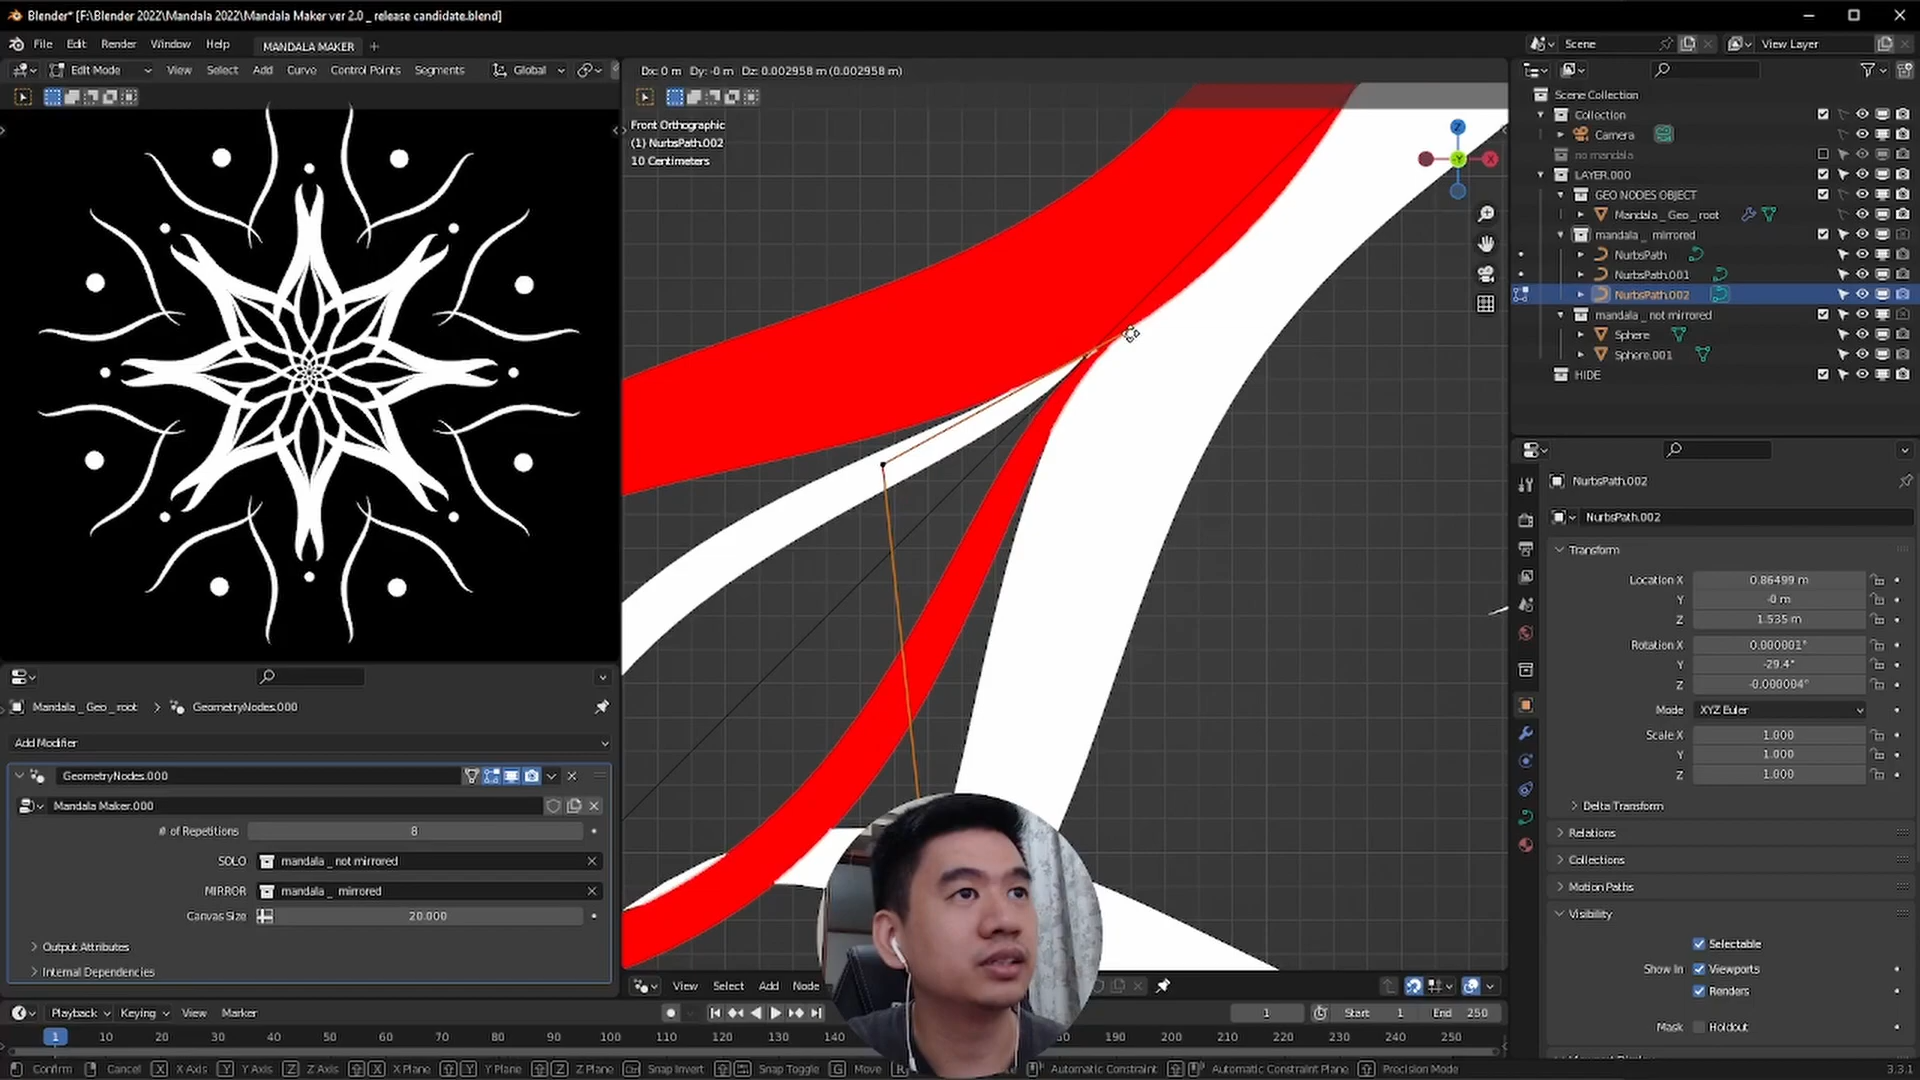 Blender* [F:\Blender 2022\Mandala 2022\Mandala Maker ver 2.0 _ release candidate.blend]
File Edit Render Window Help MANDALA MAKER +
Scene
View Layer
Edit Mode View Select Add Curve Control Points Segments Global
Dx: 0 m Dy: -0 m Dz: 0.002958 m (0.002958 m)
Front Orthographic
(1) NurbsPath.002
10 Centimeters
Z
-Y
X
Scene Collection
Collection
Camera
no mandala
LAYER.000
GEO NODES OBJECT
Mandala _ Geo _ root
mandala _ mirrored
NurbsPath
NurbsPath.001
NurbsPath.002
mandala _ not mirrored
Sphere
Sphere.001
HIDE
NurbsPath.002
NurbsPath.002
Transform
Location X 0.86499 m
Y -0 m
Z 1.535 m
Rotation X 0.000001°
Y -29.4°
Z -0.000004°
Mode XYZ Euler
Scale X 1.000
Y 1.000
Z 1.000
Delta Transform
Relations
Collections
Motion Paths
Visibility
Selectable
Show In Viewports
Renders
Mask Holdout
Mandala _ Geo _ root > GeometryNodes.000
Add Modifier
GeometryNodes.000
Mandala Maker.000
# of Repetitions 8
SOLO mandala _ not mirrored
MIRROR mandala _ mirrored
Canvas Size 20.000
Output Attributes
Internal Dependencies
View Select Add Node
Playback Keying View Marker
1 Start 1 End 250
1 10 20 30 40 50 60 70 80 90 100 110 120 130 140 190 200 210 220 230 240 250
Confirm Cancel X X Axis Y Y Axis Z Z Axis X X Plane Y Y Plane Z Z Plane Snap Invert Snap Toggle G Move R Automatic Constraint Automatic Constraint Plane Precision Mode 3.3.1